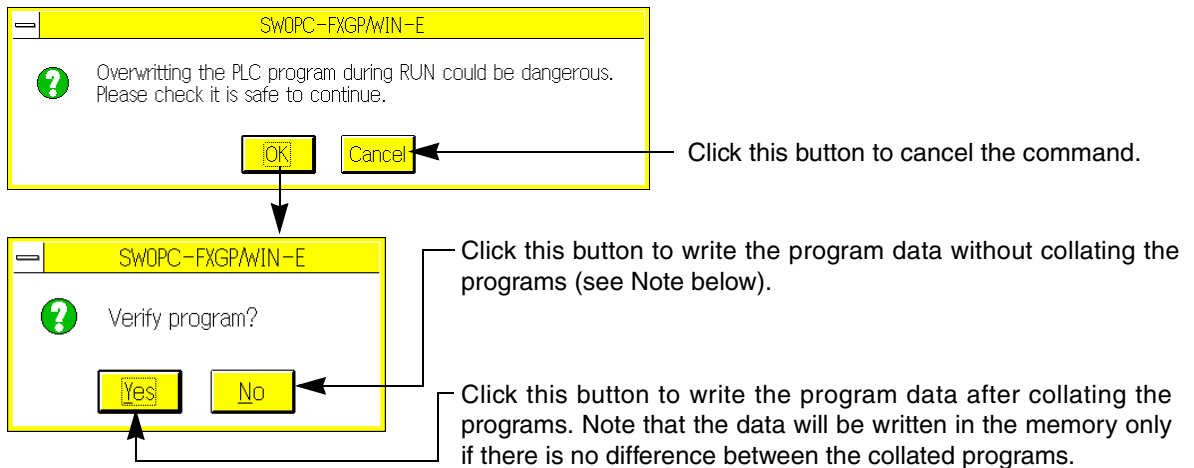 SW0PC-FXGP/WIN-E
Overwritting the PLC program during RUN could be dangerous.
Please check it is safe to continue.
OK
Cancel
Click this button to cancel the command.
SW0PC-FXGP/WIN-E
Verify program?
Yes
No
Click this button to write the program data without collating the
programs (see Note below).
Click this button to write the program data after collating the
programs. Note that the data will be written in the memory only
if there is no difference between the collated programs.